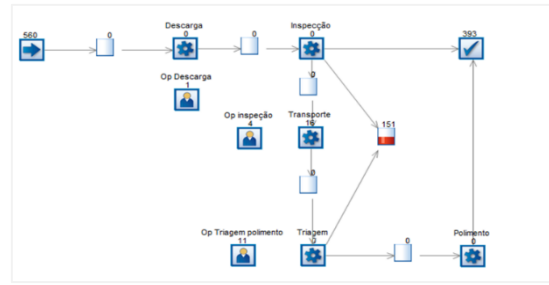 560
0
Descarga
0
0
Inspecção
0
393
Op Descarga
1
0
Op inspeção
4
Transporte
16
151
0
Op Triagem polimento
11
Triagem
0
Polimento
0